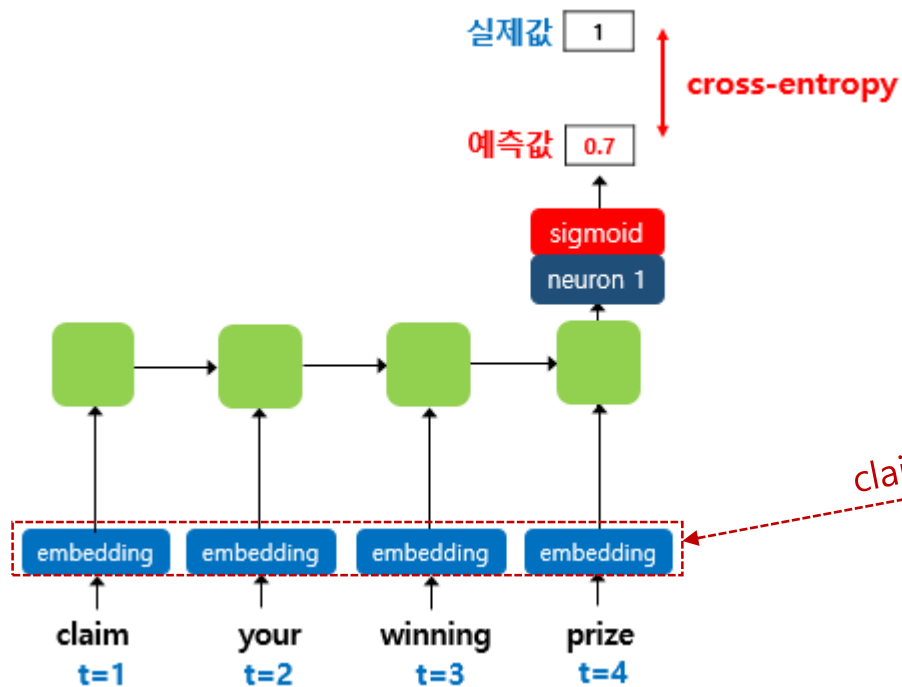 실제값 1
cross-entropy
예측값 0.7
sigmoid
neuron 1
embedding embedding embedding embedding
claim your winning prize
t=1 t=2 t=3 t=4